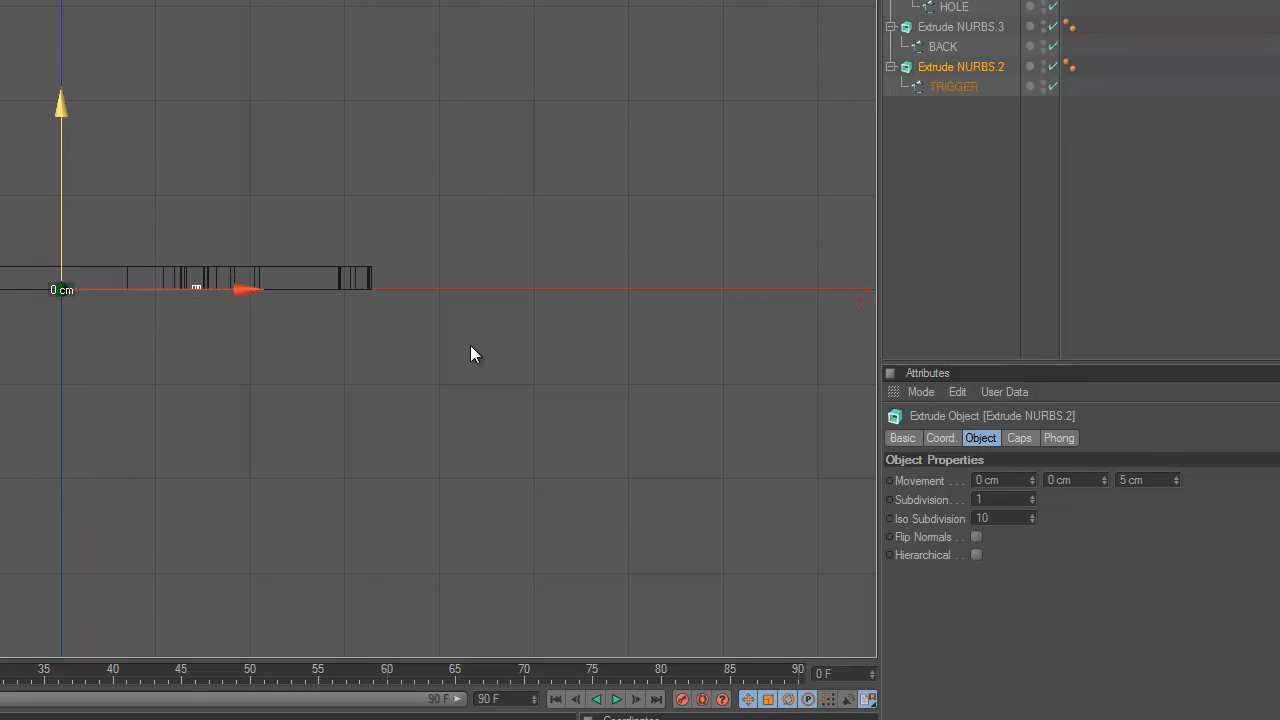 HOLE
Extrude NURBS.3
BACK
Extrude NURBS.2
TRIGGER
0 cm
X
Attributes
Mode Edit User Data
Extrude Object [Extrude NURBS.2]
Basic Coord. Object Caps Phong
Object Properties
Movement . . . 0 cm 0 cm 5 cm
Subdivision. . . 1
Iso Subdivision 10
Flip Normals . .
Hierarchical . . .
35 40 45 50 55 60 65 70 75 80 85 90 0 F
90 F 90 F
Coordinates